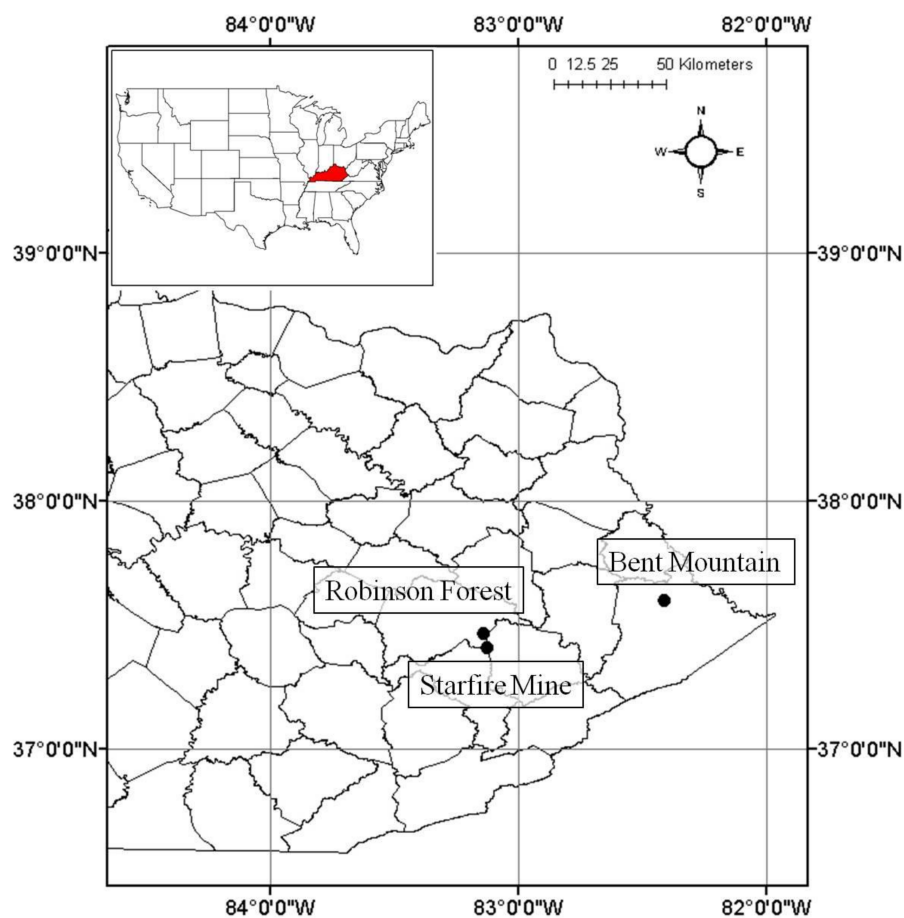 84°0'0"W 83°0'0"W 82°0'0"W
0 12.5 25 50 Kilometers
N
W E
S
39°0'0"N 39°0'0"N
38°0'0"N 38°0'0"N
Bent Mountain
Robinson Forest
Starfire Mine
37°0'0"N 37°0'0"N
84°0'0"W 83°0'0"W 82°0'0"W